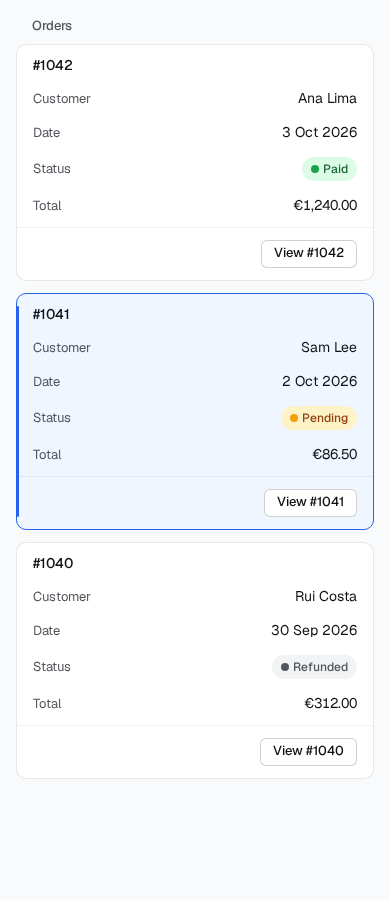 Orders
#1042
Customer Ana Lima
Date 3 Oct 2026
Status Paid
Total €1,240.00
View #1042
#1041
Customer Sam Lee
Date 2 Oct 2026
Status Pending
Total €86.50
View #1041
#1040
Customer Rui Costa
Date 30 Sep 2026
Status Refunded
Total €312.00
View #1040